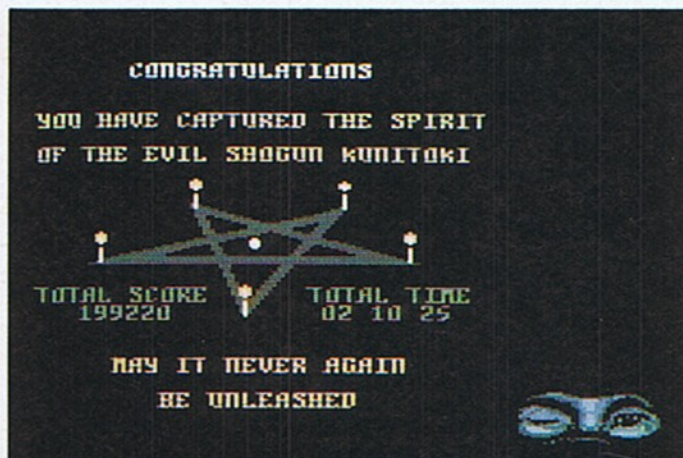 CONGRATULATIONS
YOU HAVE CAPTURED THE SPIRIT
OF THE EVIL SHOGUN KUNITOKI
TOTAL SCORE
199220
TOTAL TIME
02 10 25
MAY IT NEVER AGAIN
BE UNLEASHED